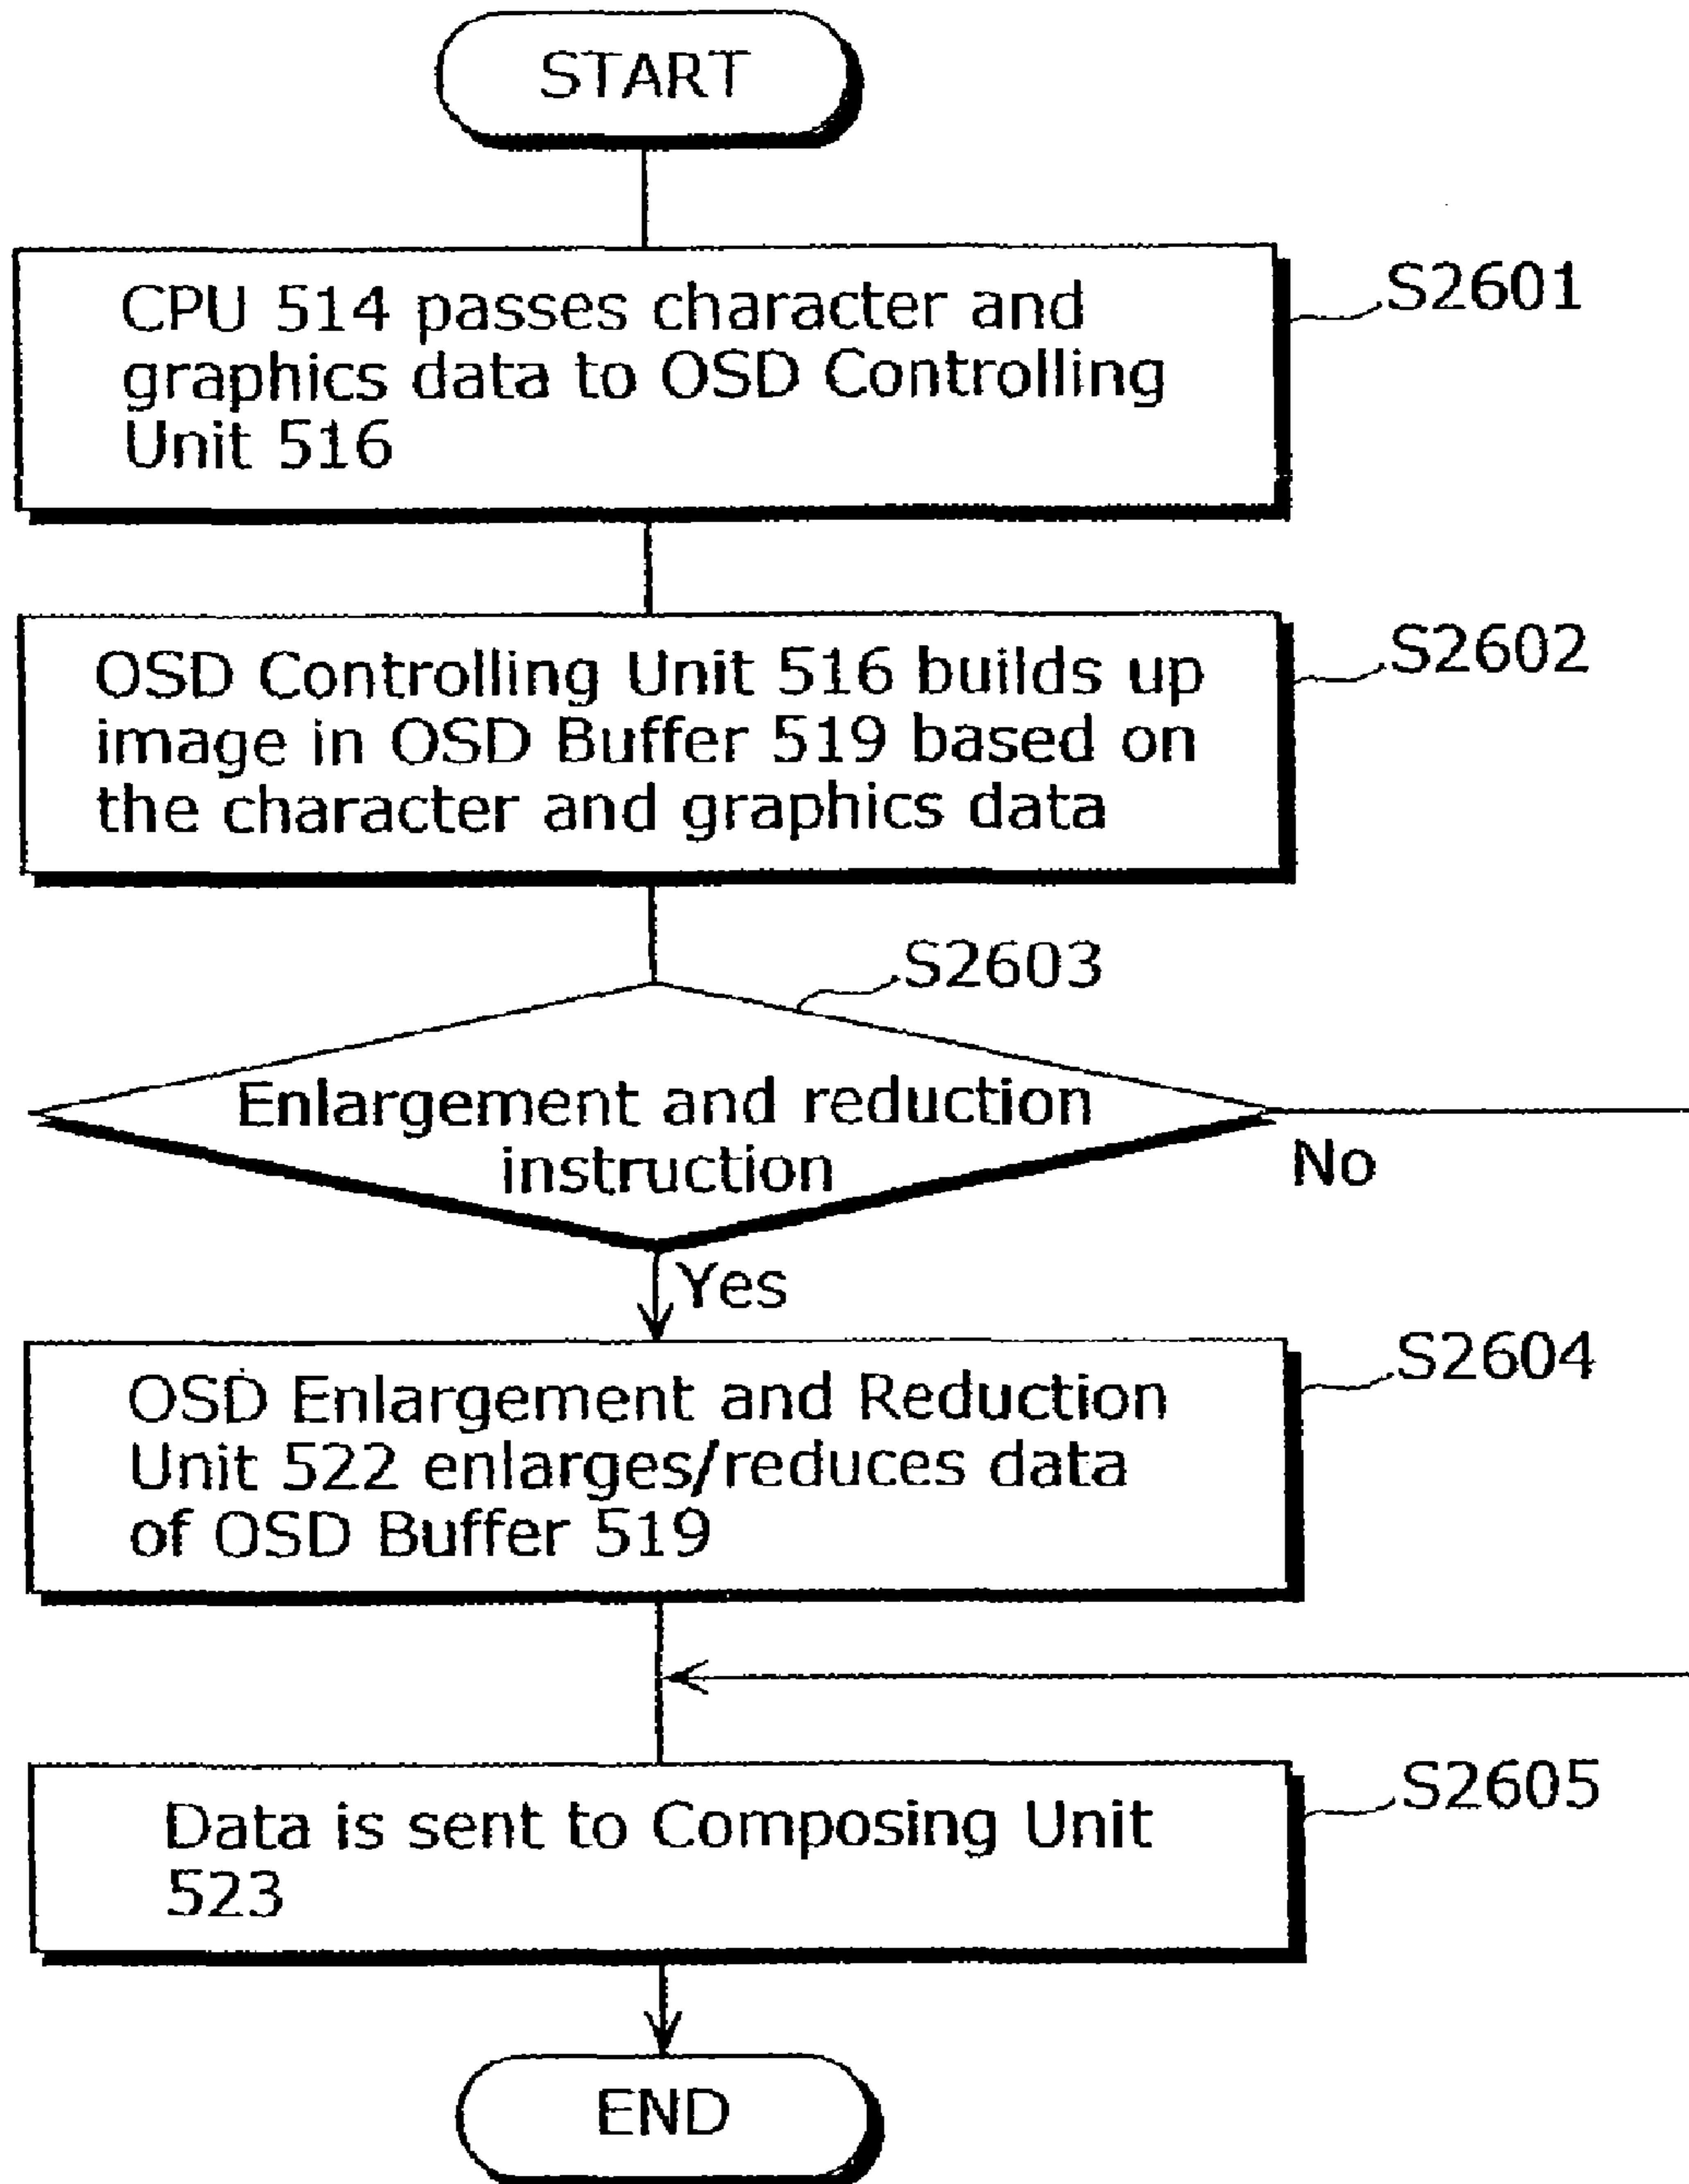 START
CPU 514 passes character and
graphics data to OSD Controlling
Unit 516
S2601
OSD Controlling Unit 516 builds up
image in OSD Buffer 519 based on
the character and graphics data
S2602
S2603
Enlargement and reduction
instruction
No
Yes
OSD Enlargement and Reduction
Unit 522 enlarges/reduces data
of OSD Buffer 519
S2604
Data is sent to Composing Unit
523
S2605
END